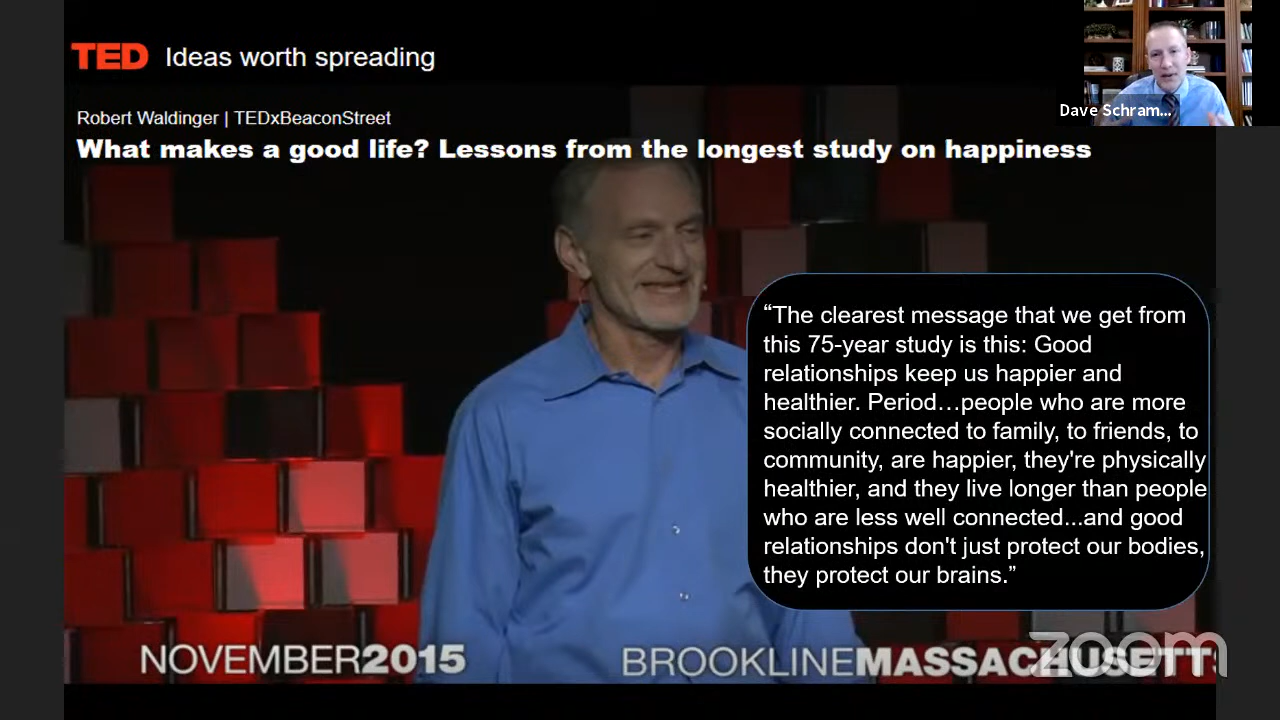 TED Ideas worth spreading
Dave Schram...
Robert Waldinger | TEDxBeaconStreet
What makes a good life? Lessons from the longest study on happiness
“The clearest message that we get from
this 75-year study is this: Good
relationships keep us happier and
healthier. Period…people who are more
socially connected to family, to friends, to
community, are happier, they're physically
healthier, and they live longer than people
who are less well connected...and good
relationships don't just protect our bodies,
they protect our brains.”
NOVEMBER2015
BROOKLINEMASSACHUSETTS
zoom